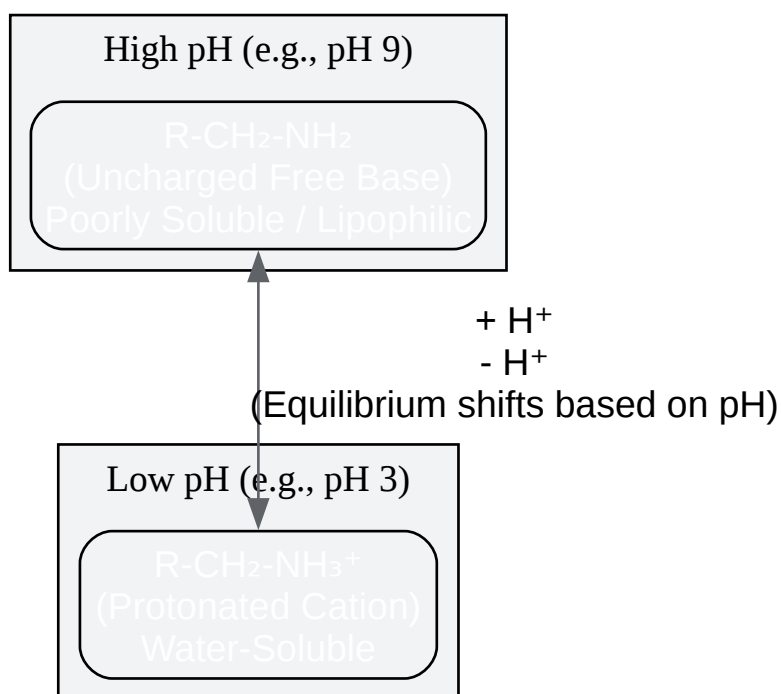 High pH (e.g., pH 9)
R-CH₂-NH₂
(Uncharged Free Base)
Poorly Soluble / Lipophilic
+ H⁺
- H⁺
(Equilibrium shifts based on pH)
Low pH (e.g., pH 3)
R-CH₂-NH₃⁺
(Protonated Cation)
Water-Soluble